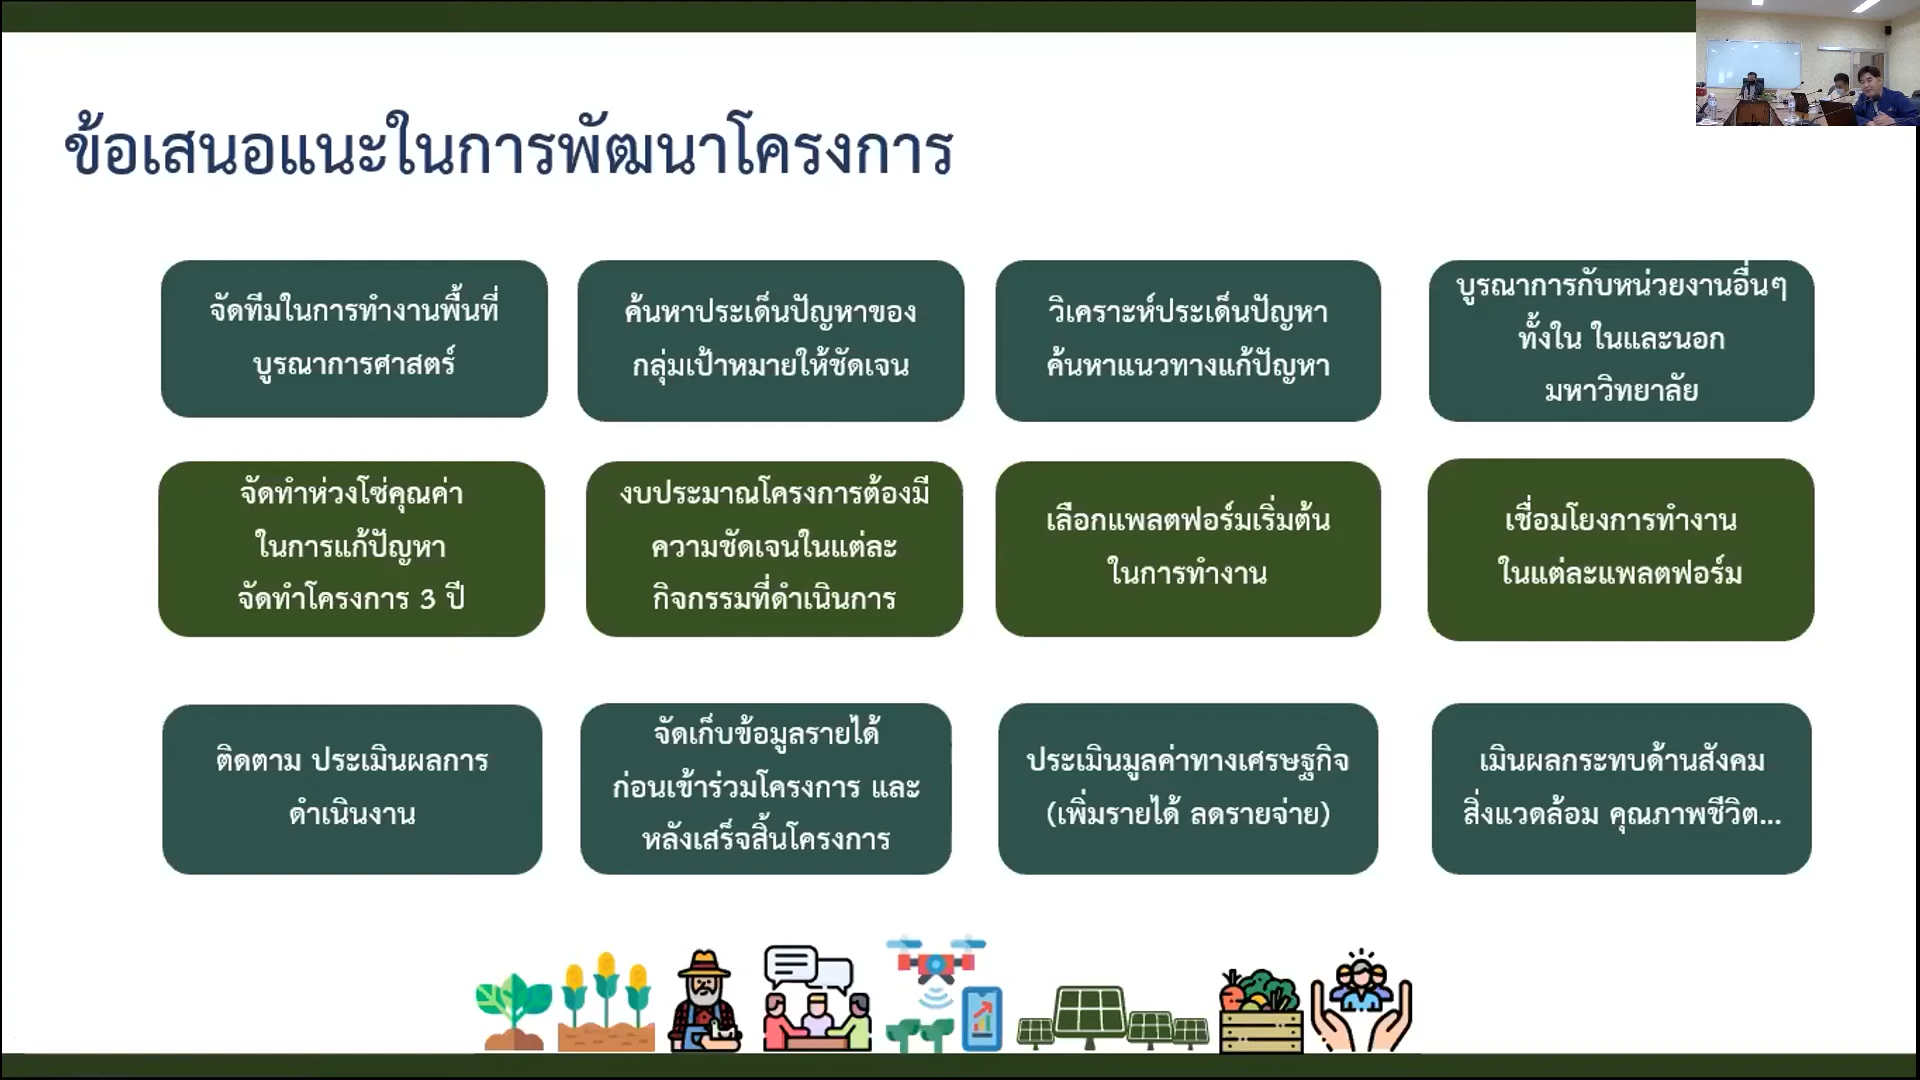 ข้อเสนอแนะในการพัฒนาโครงการ
จัดทีมในการทำงานพื้นที่
บูรณาการศาสตร์
ค้นหาประเด็นปัญหาของ
กลุ่มเป้าหมายให้ชัดเจน
วิเคราะห์ประเด็นปัญหา
ค้นหาแนวทางแก้ปัญหา
บูรณาการกับหน่วยงานอื่นๆ
ทั้งใน ในและนอก
มหาวิทยาลัย
จัดทำห่วงโซ่คุณค่า
ในการแก้ปัญหา
จัดทำโครงการ 3 ปี
งบประมาณโครงการต้องมี
ความชัดเจนในแต่ละ
กิจกรรมที่ดำเนินการ
เลือกแพลตฟอร์มเริ่มต้น
ในการทำงาน
เชื่อมโยงการทำงาน
ในแต่ละแพลตฟอร์ม
ติดตาม ประเมินผลการ
ดำเนินงาน
จัดเก็บข้อมูลรายได้
ก่อนเข้าร่วมโครงการ และ
หลังเสร็จสิ้นโครงการ
ประเมินมูลค่าทางเศรษฐกิจ
(เพิ่มรายได้ ลดรายจ่าย)
เมินผลกระทบด้านสังคม
สิ่งแวดล้อม คุณภาพชีวิต...